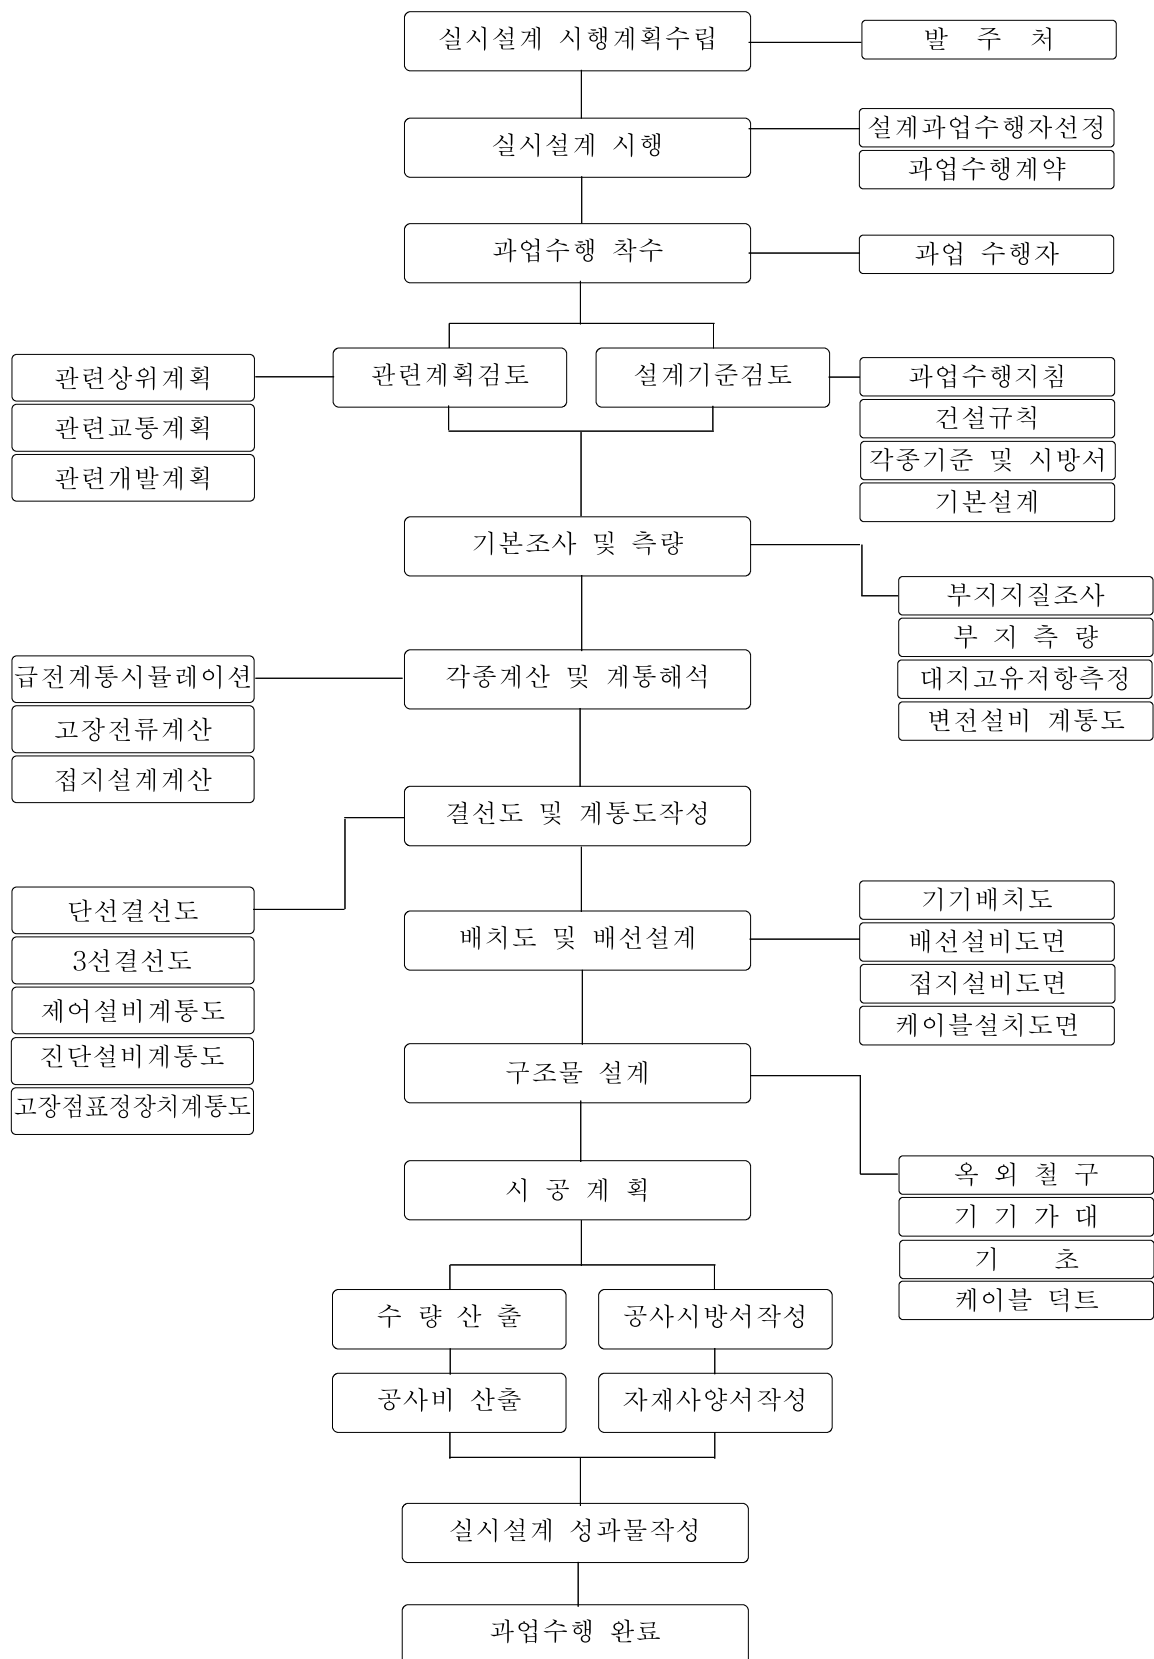 실시설계 시행계획수립
발 주 처
실시설계 시행
설계과업수행자선정
과업수행계약
과업수행 착수
과업 수행자
관련계획검토
설계기준검토
관련상위계획
관련교통계획
관련개발계획
과업수행지침
건설규칙
각종기준 및 시방서
기본설계
기본조사 및 측량
부지지질조사
부 지 측 량
대지고유저항측정
변전설비 계통도
각종계산 및 계통해석
급전계통시뮬레이션
고장전류계산
접지설계계산
결선도 및 계통도작성
단선결선도
3선결선도
제어설비계통도
진단설비계통도
고장점표정장치계통도
배치도 및 배선설계
기기배치도
배선설비도면
접지설비도면
케이블설치도면
구조물 설계
옥 외 철 구
기 기 가 대
기 초
케이블 덕트
시 공 계 획
수 량 산 출
공사시방서작성
공사비 산출
자재사양서작성
실시설계 성과물작성
과업수행 완료